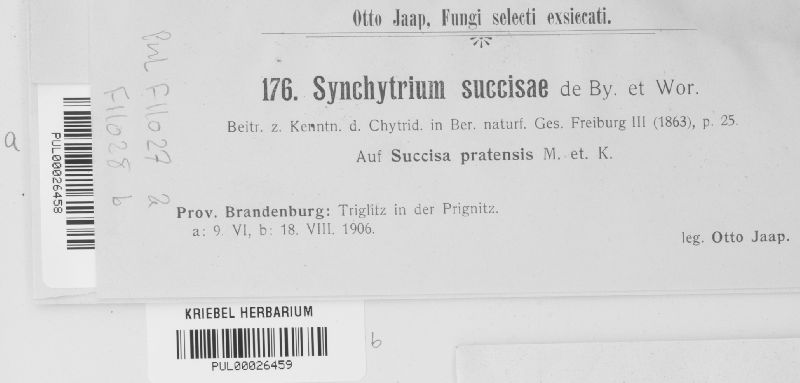 Otto Jaap, Fungi selecti exsiccati.
176. Synchytrium succisae de By. et Wor.
Beitr. z. Kenntn. d. Chytrid. in Ber. naturf. Ges. Freiburg III (1863), p. 25.
Auf Succisa pratensis M. et. K.
Prov. Brandenburg: Triglitz in der Prignitz.
a: 9. VI, b: 18. VIII. 1906.
leg. Otto Jaap.
PUL F11027 a
F11028 b
a
PUL00026458
KRIEBEL HERBARIUM
PUL00026459
b